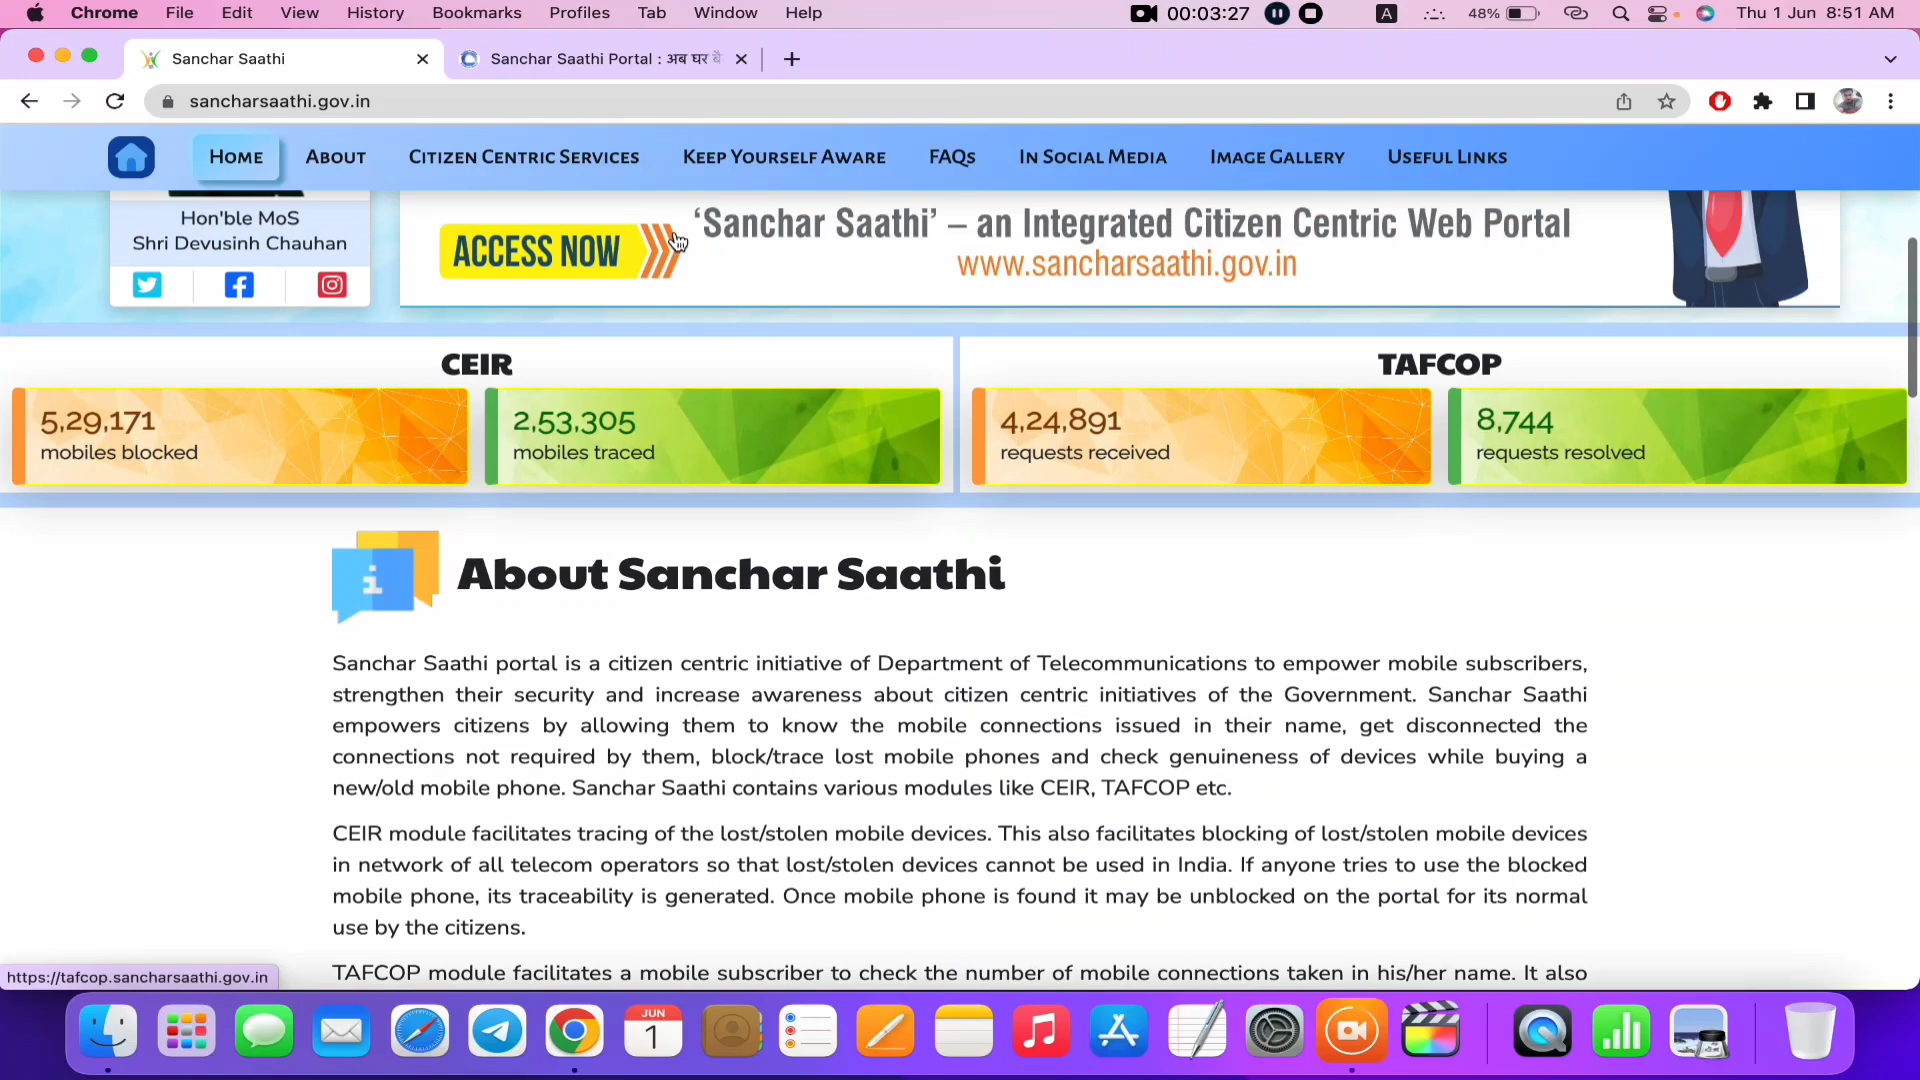 Chrome File Edit View History Bookmarks Profiles Tab Window Help 00:03:27 A 48% Thu 1 Jun 8:51 AM
Sanchar Saathi
Sanchar Saathi Portal : अब घर बै
sancharsaathi.gov.in
Home About Citizen Centric Services Keep Yourself Aware FAQs In Social Media Image Gallery Useful Links
Hon'ble MoS
Shri Devusinh Chauhan
ACCESS NOW
‘Sanchar Saathi’ – an Integrated Citizen Centric Web Portal
www.sancharsaathi.gov.in
CEIR
TAFCOP
5,29,171
mobiles blocked
2,53,305
mobiles traced
4,24,891
requests received
8,744
requests resolved
About Sanchar Saathi
Sanchar Saathi portal is a citizen centric initiative of Department of Telecommunications to empower mobile subscribers,
strengthen their security and increase awareness about citizen centric initiatives of the Government. Sanchar Saathi
empowers citizens by allowing them to know the mobile connections issued in their name, get disconnected the
connections not required by them, block/trace lost mobile phones and check genuineness of devices while buying a
new/old mobile phone. Sanchar Saathi contains various modules like CEIR, TAFCOP etc.
CEIR module facilitates tracing of the lost/stolen mobile devices. This also facilitates blocking of lost/stolen mobile devices
in network of all telecom operators so that lost/stolen devices cannot be used in India. If anyone tries to use the blocked
mobile phone, its traceability is generated. Once mobile phone is found it may be unblocked on the portal for its normal
use by the citizens.
TAFCOP module facilitates a mobile subscriber to check the number of mobile connections taken in his/her name. It also
https://tafcop.sancharsaathi.gov.in
JUN
1